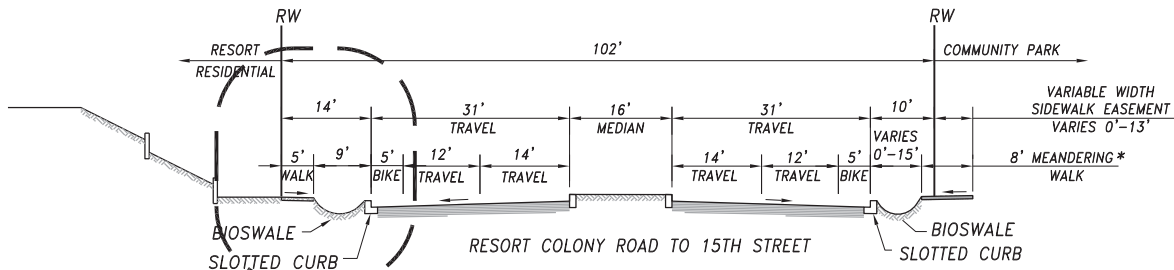 RW RW
RESORT 102' COMMUNITY PARK
RESIDENTIAL
VARIABLE WIDTH
14' 31' 16' 31' 10' SIDEWALK EASEMENT
TRAVEL MEDIAN TRAVEL VARIES VARIES 0'-13'
5' 9' 5' 12' 14' 14' 12' 5' 0'-15' 8' MEANDERING*
WALK BIKE TRAVEL TRAVEL TRAVEL TRAVEL BIKE WALK
BIOSWALE RESORT COLONY ROAD TO 15TH STREET BIOSWALE
SLOTTED CURB SLOTTED CURB